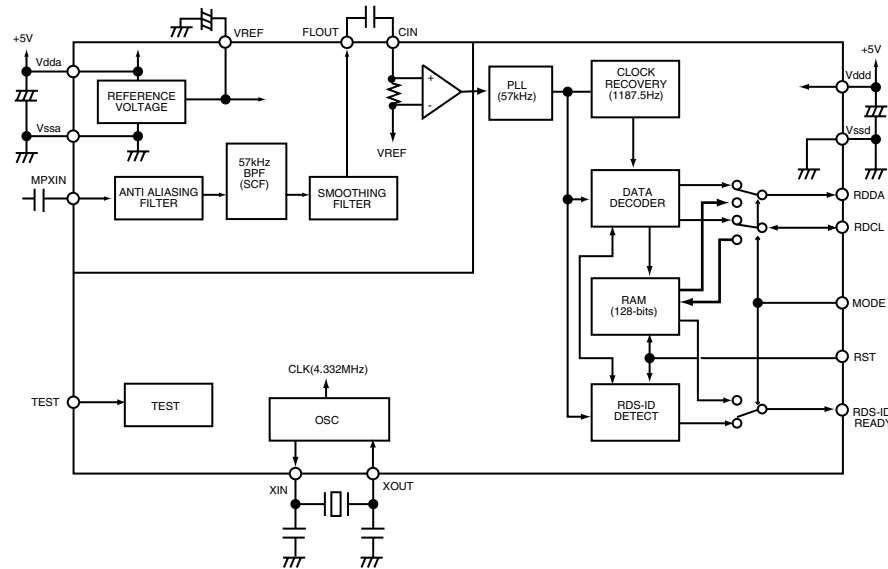 VREF
FLOUT
CIN
+5V
+5V
Vdda
Vddd
REFERENCE
VOLTAGE
+
-
PLL
(57kHz)
CLOCK
RECOVERY
(1187.5Hz)
Vssa
Vssd
VREF
MPXIN
ANTI ALIASING
FILTER
57kHz
BPF
(SCF)
SMOOTHING
FILTER
DATA
DECODER
RDDA
RDCL
RAM
(128-bits)
MODE
RST
CLK(4.332MHz)
TEST
TEST
OSC
RDS-ID
DETECT
RDS-ID
READY
XIN
XOUT